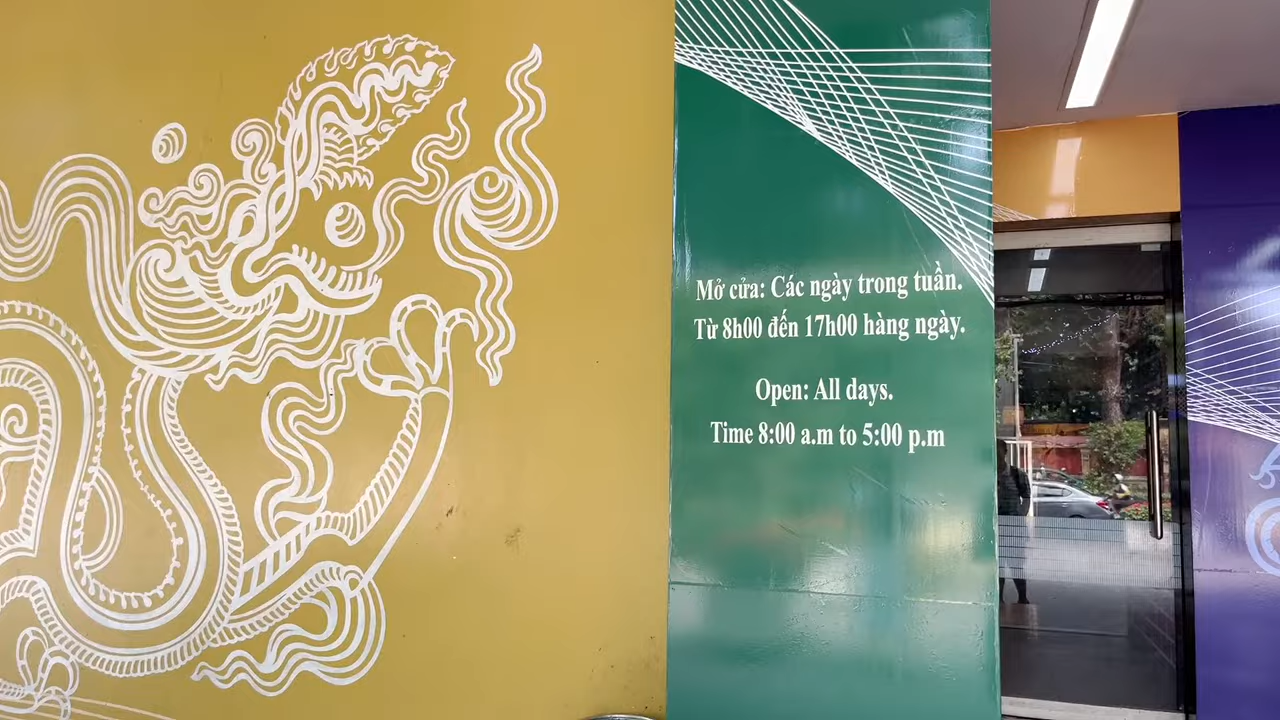 Mở cửa: Các ngày trong tuần.
Từ 8h00 đến 17h00 hàng ngày.
Open: All days.
Time 8:00 a.m to 5:00 p.m